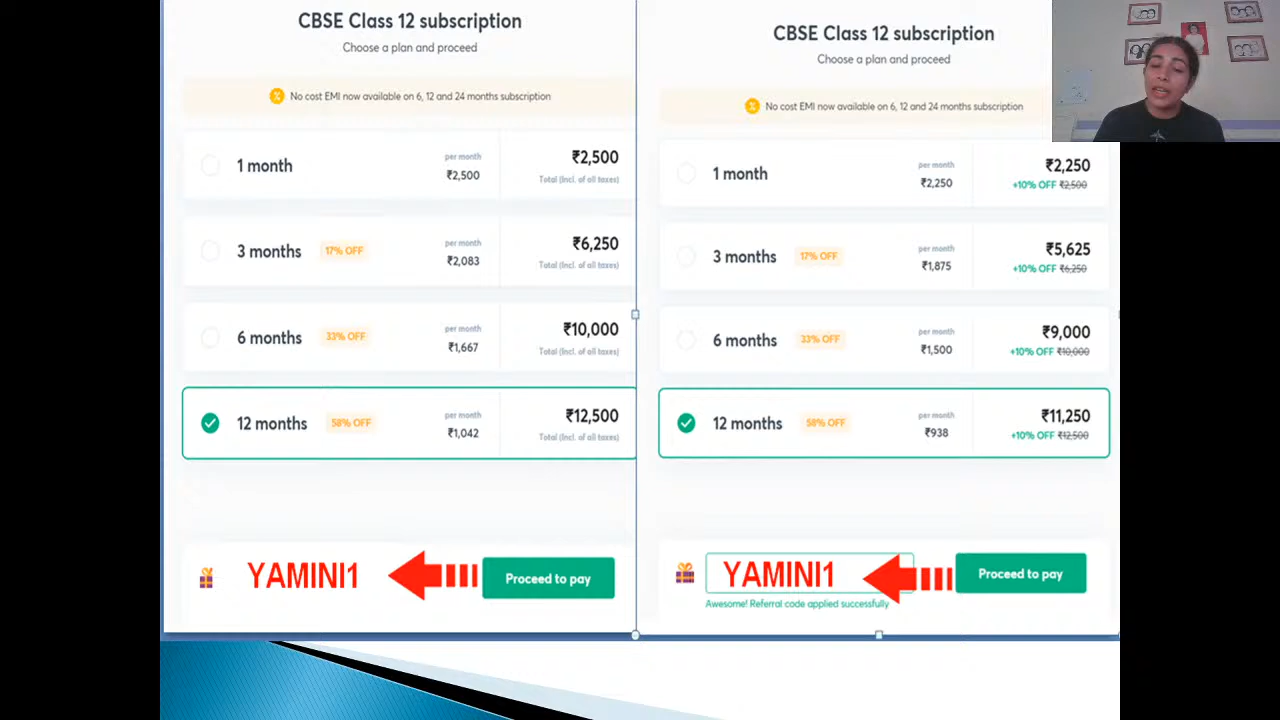 CBSE Class 12 subscription
Choose a plan and proceed
No cost EMI now available on 6, 12 and 24 months subscription
1 month
per month
₹2,500
₹2,500
Total (Incl. of all taxes)
3 months
17% OFF
per month
₹2,083
₹6,250
Total (Incl. of all taxes)
6 months
33% OFF
per month
₹1,667
₹10,000
Total (Incl. of all taxes)
12 months
58% OFF
per month
₹1,042
₹12,500
Total (Incl. of all taxes)
YAMINI1
Proceed to pay
CBSE Class 12 subscription
Choose a plan and proceed
No cost EMI now available on 6, 12 and 24 months subscription
1 month
per month
₹2,250
₹2,250
+10% OFF ₹2,500
3 months
17% OFF
per month
₹1,875
₹5,625
+10% OFF ₹6,250
6 months
33% OFF
per month
₹1,500
₹9,000
+10% OFF ₹10,000
12 months
58% OFF
per month
₹938
₹11,250
+10% OFF ₹12,500
YAMINI1
Proceed to pay
Awesome! Referral code applied successfully